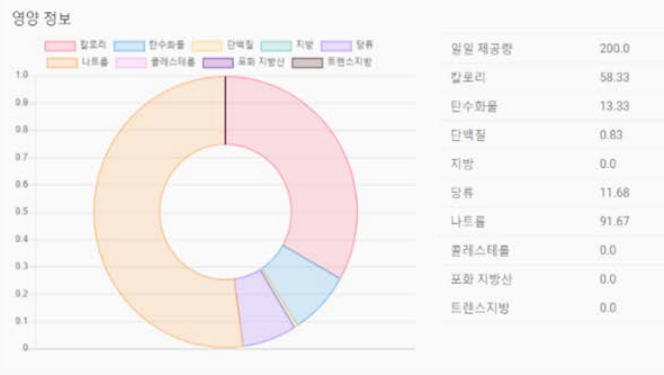 영양 정보
칼로리 탄수화물 단백질 지방 당류
나트륨 콜레스테롤 포화 지방산 트랜스지방
1.0
0.9
0.8
0.7
0.6
0.5
0.4
0.3
0.2
0.1
0
일일 제공량 200.0
칼로리 58.33
탄수화물 13.33
단백질 0.83
지방 0.0
당류 11.68
나트륨 91.67
콜레스테롤 0.0
포화 지방산 0.0
트랜스지방 0.0